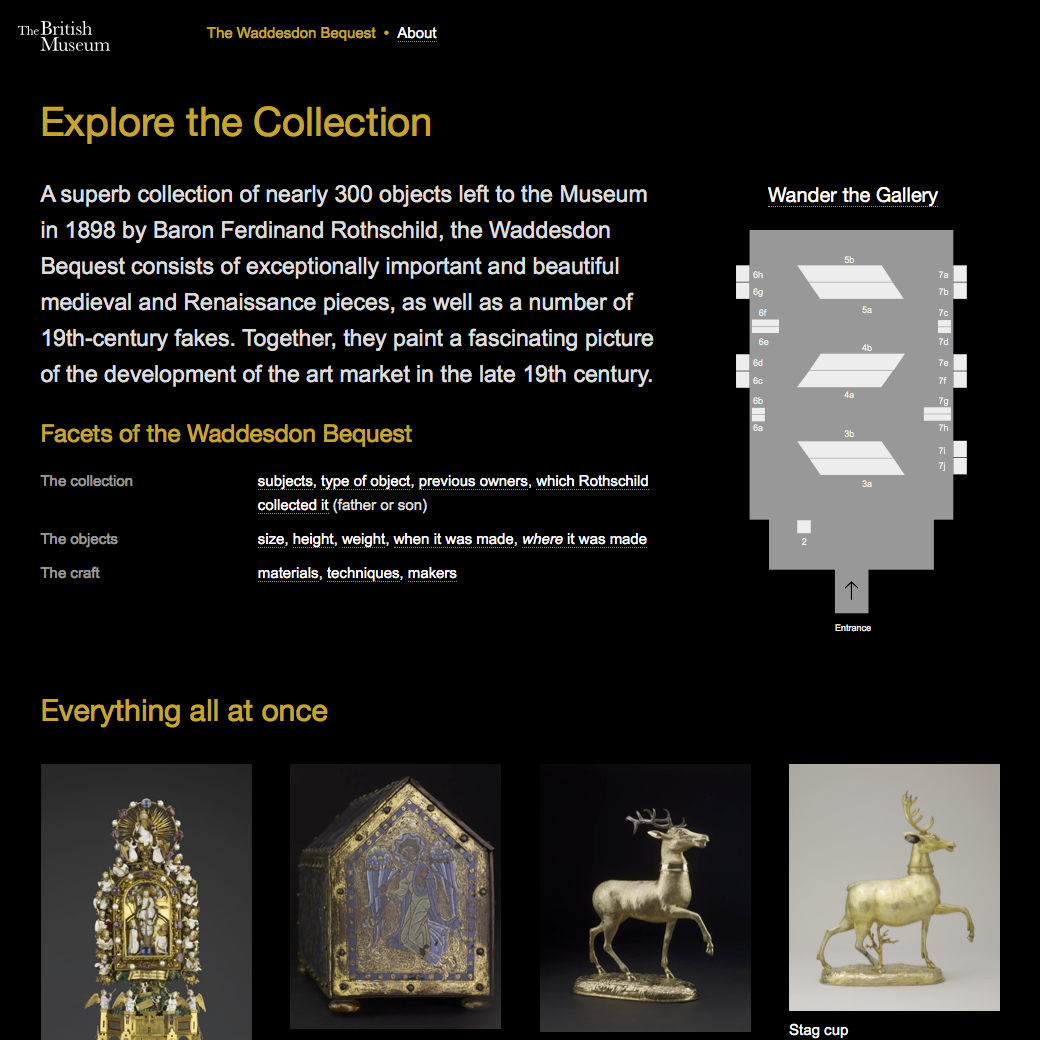 The British
Museum
The Waddesdon Bequest • About
Explore the Collection
A superb collection of nearly 300 objects left to the Museum
in 1898 by Baron Ferdinand Rothschild, the Waddesdon
Bequest consists of exceptionally important and beautiful
medieval and Renaissance pieces, as well as a number of
19th-century fakes. Together, they paint a fascinating picture
of the development of the art market in the late 19th century.
Facets of the Waddesdon Bequest
The collection subjects, type of object, previous owners, which Rothschild
collected it (father or son)
The objects size, height, weight, when it was made, where it was made
The craft materials, techniques, makers
Wander the Gallery
5b
6h 7a
6g 7b
5a
6f 7c
6e 7d
4b
6d 7e
6c 7f
4a
6b 7g
6a 7h
3b
7i
7j
3a
2
Entrance
Everything all at once
Stag cup